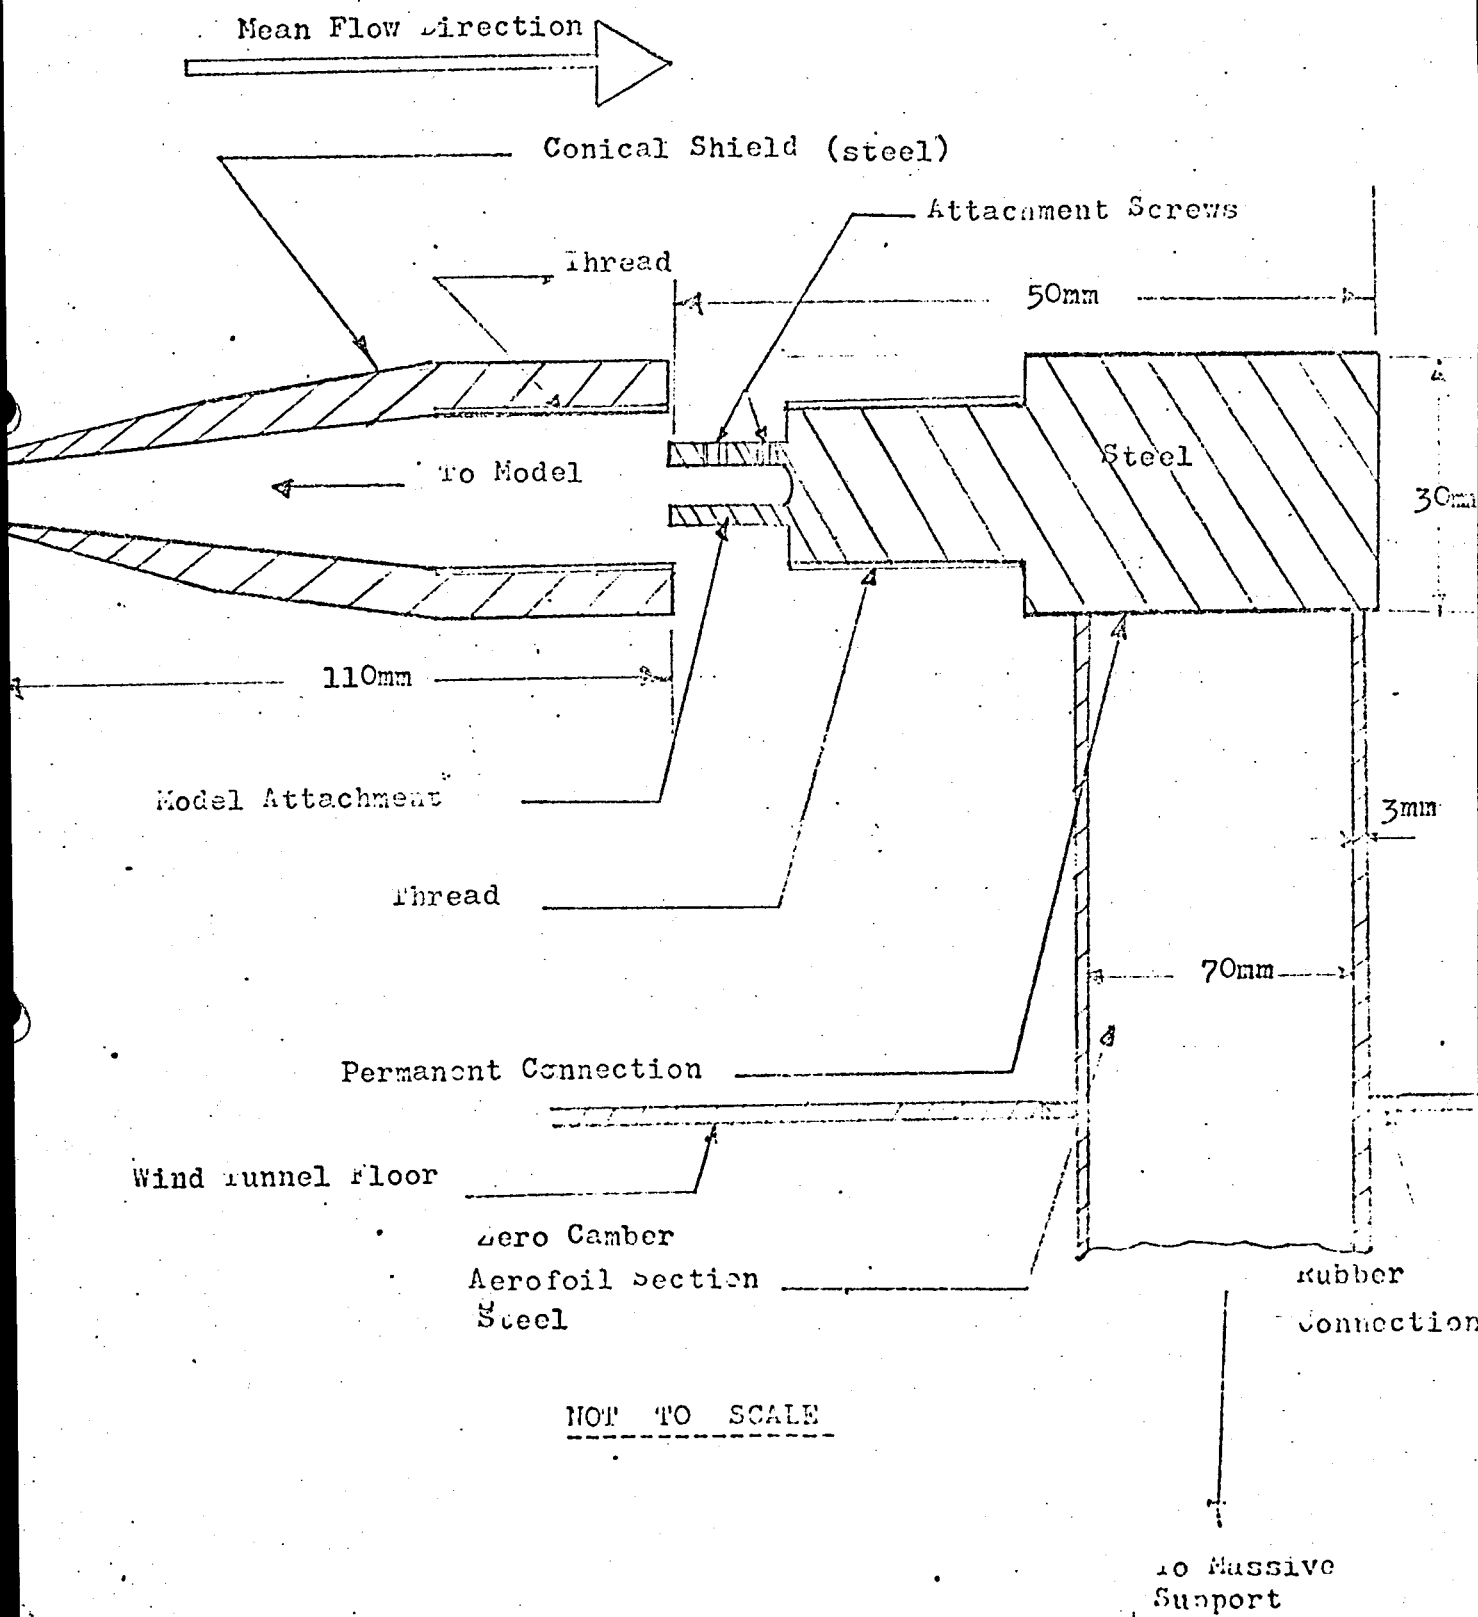 Mean Flow Direction
Conical Shield (steel)
Attachment Screws
Thread
50mm
To Model
Steel
30mm
110mm
Model Attachment
3mm
Thread
70mm
Permanent Connection
Wind Tunnel Floor
Zero Camber
Aerofoil Section
Steel
Rubber
Connection
NOT TO SCALE
To Massive
Support